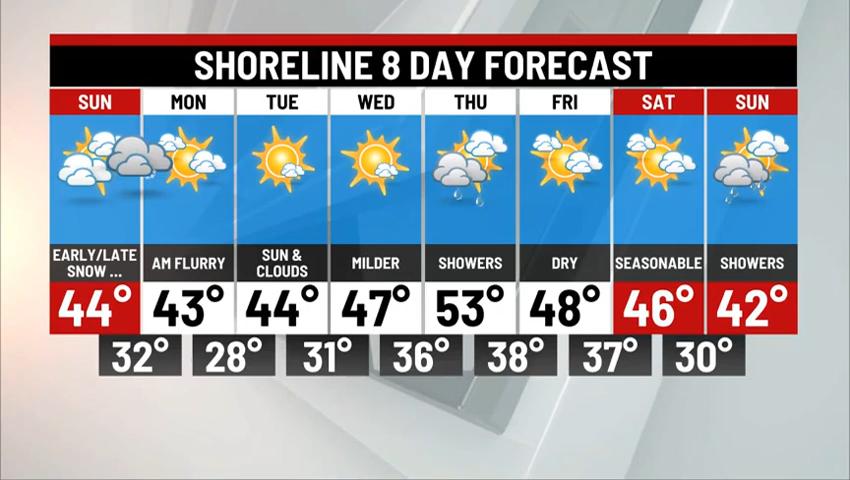 SHORELINE 8 DAY FORECAST
SUN MON TUE WED THU FRI SAT SUN
EARLY/LATE
SNOW ...
AM FLURRY
SUN &
CLOUDS
MILDER
SHOWERS
DRY
SEASONABLE
SHOWERS
44° 43° 44° 47° 53° 48° 46° 42°
32° 28° 31° 36° 38° 37° 30°